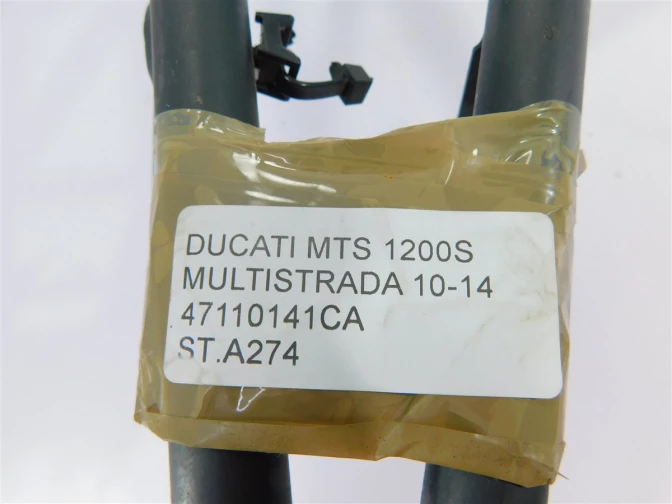 DUCATI MTS 1200S
MULTISTRADA 10-14
47110141CA
ST.A274